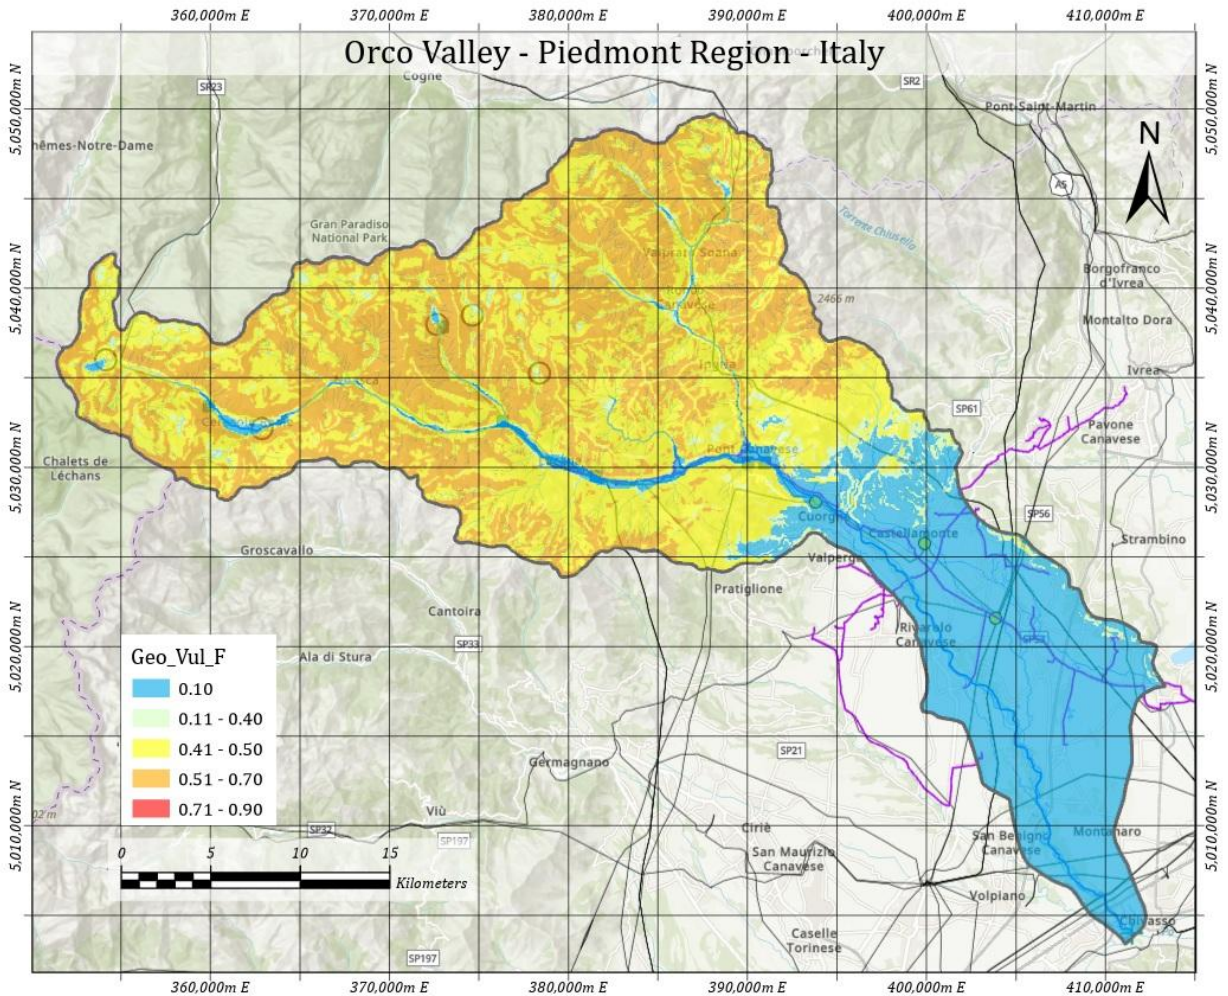 360,000m E
370,000m E
380,000m E
390,000m E
400,000m E
410,000m E
Orco Valley - Piedmont Region - Italy
Cogne
SR23
SR2
Pont-Saint-Martin
5,050,000m N
5,050,000m N
hêmes-Notre-Dame
N
A5
Gran Paradiso
National Park
Torrente Chiusella
Valprato Soana
Borgofranco
d'Ivrea
5,040,000m N
5,040,000m N
2466 m
Montalto Dora
Ivrea
SP61
Pavone
Canavese
Pont Canavese
Chalets de
Léchans
5,030,000m N
5,030,000m N
Cuorgnè
SP56
Castellamonte
Strambino
Groscavallo
Valperga
Pratiglione
Cantoira
Rivarolo
Canavese
SP33
Ala di Stura
5,020,000m N
5,020,000m N
Geo_Vul_F
0.10
0.11 - 0.40
0.41 - 0.50
0.51 - 0.70
0.71 - 0.90
SP21
Germagnano
Viù
SP32
SP197
Ciriè
San Maurizio
Canavese
San Benigno
Canavese
Montanaro
5,010,000m N
5,010,000m N
0 5 10 15
Kilometers
Volpiano
Chivasso
Caselle
Torinese
SP197
360,000m E
370,000m E
380,000m E
390,000m E
400,000m E
410,000m E